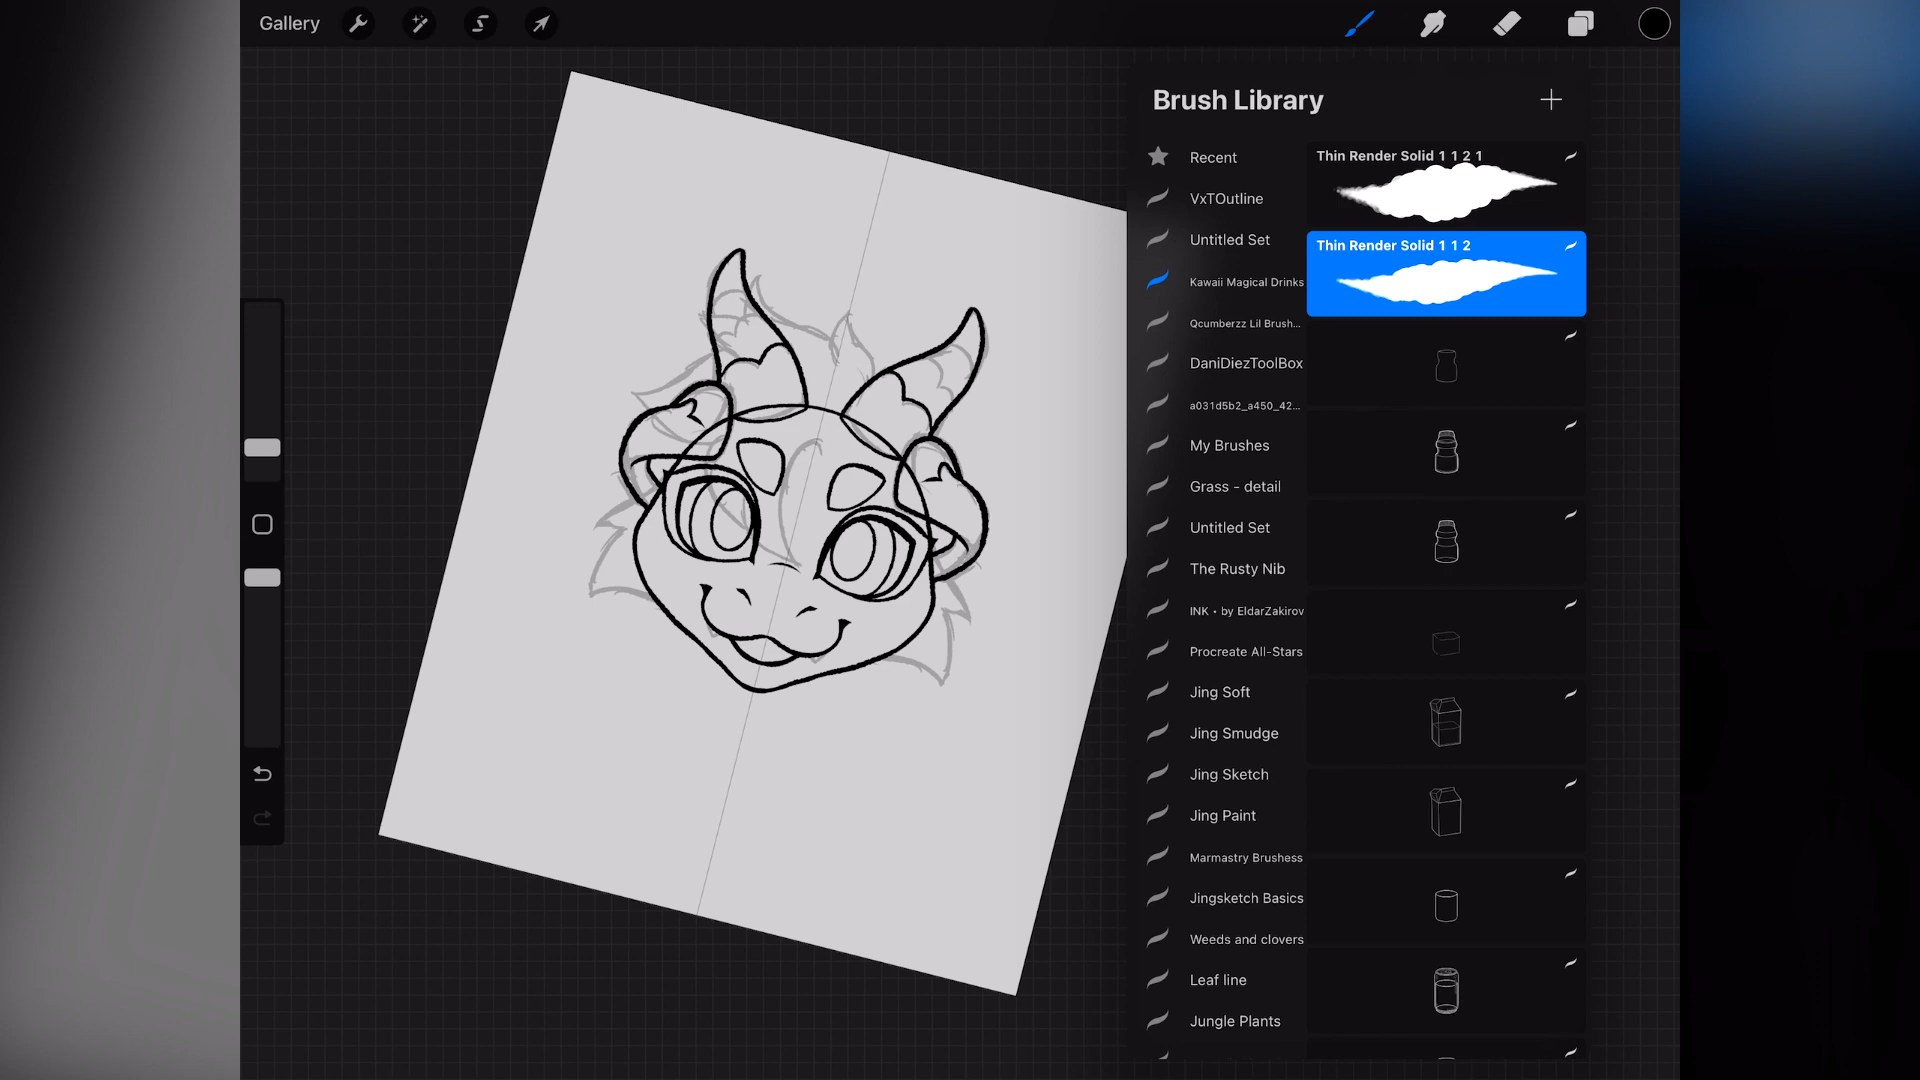 Gallery
Brush Library
Recent
VxTOutline
Untitled Set
Kawaii Magical Drinks
Qcumberzz Lil Brush...
DaniDiezToolBox
a031d5b2_a450_42...
My Brushes
Grass - detail
Untitled Set
The Rusty Nib
INK • by EldarZakirov
Procreate All-Stars
Jing Soft
Jing Smudge
Jing Sketch
Jing Paint
Marmastry Brushess
Jingsketch Basics
Weeds and clovers
Leaf line
Jungle Plants
Thin Render Solid 1 1 2 1
Thin Render Solid 1 1 2